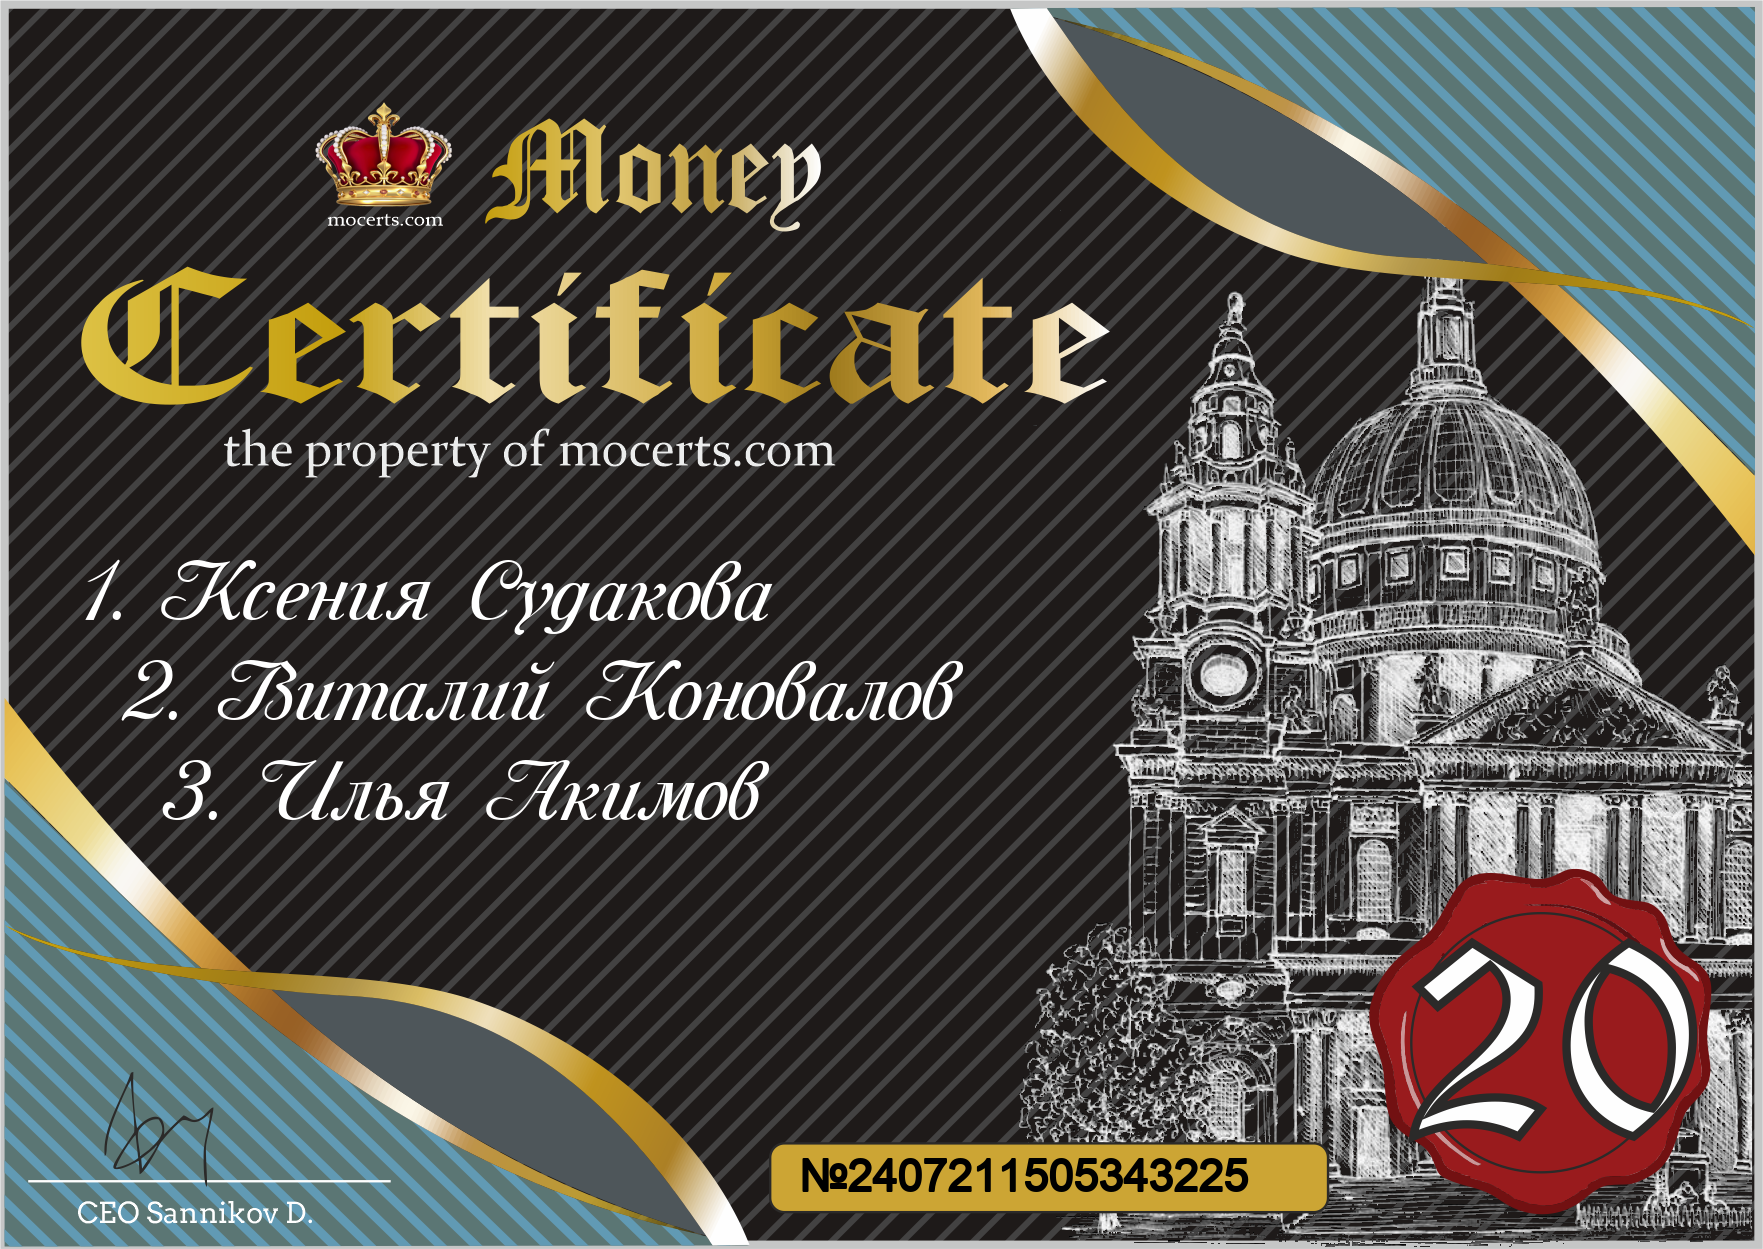 mocerts.com
Money
Certificate
the property of mocerts.com
1. Ксения Судакова
2. Виталий Коновалов
3. Илья Акимов
20
№2407211505343225
CEO Sannikov D.